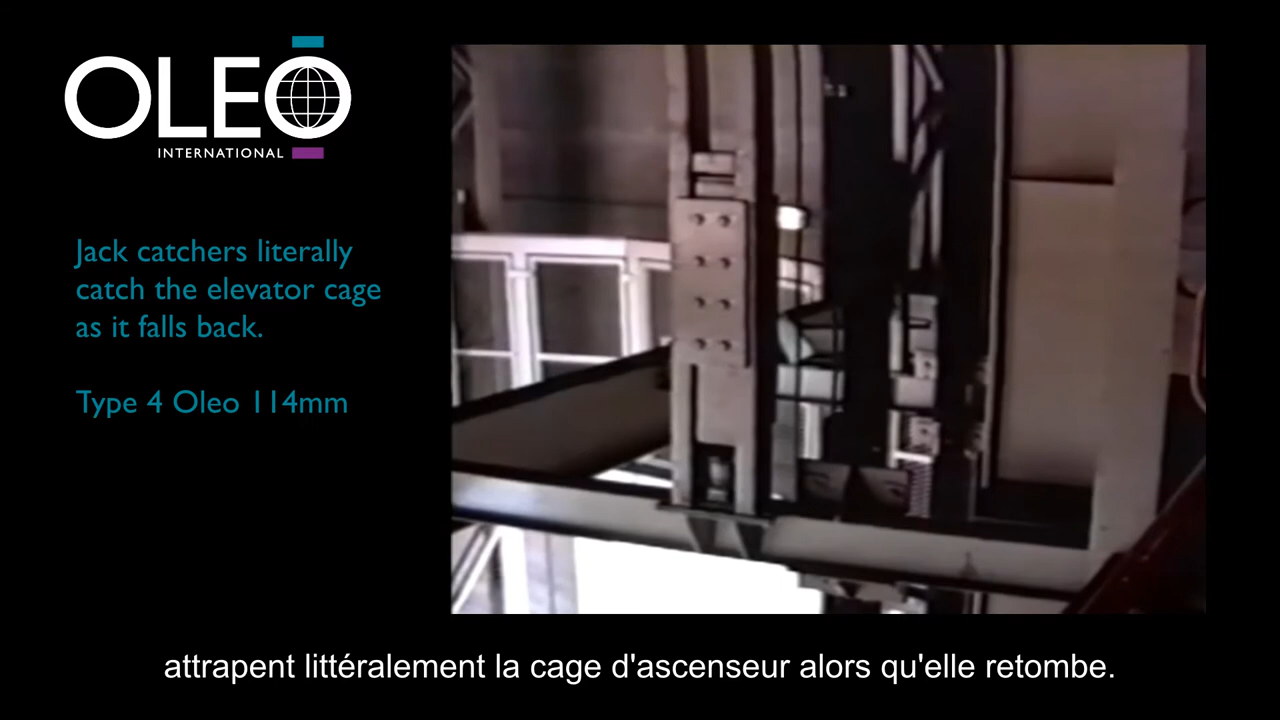 OLEO
INTERNATIONAL
Jack catchers literally
catch the elevator cage
as it falls back.
Type 4 Oleo 114mm
attrapent littéralement la cage d'ascenseur alors qu'elle retombe.